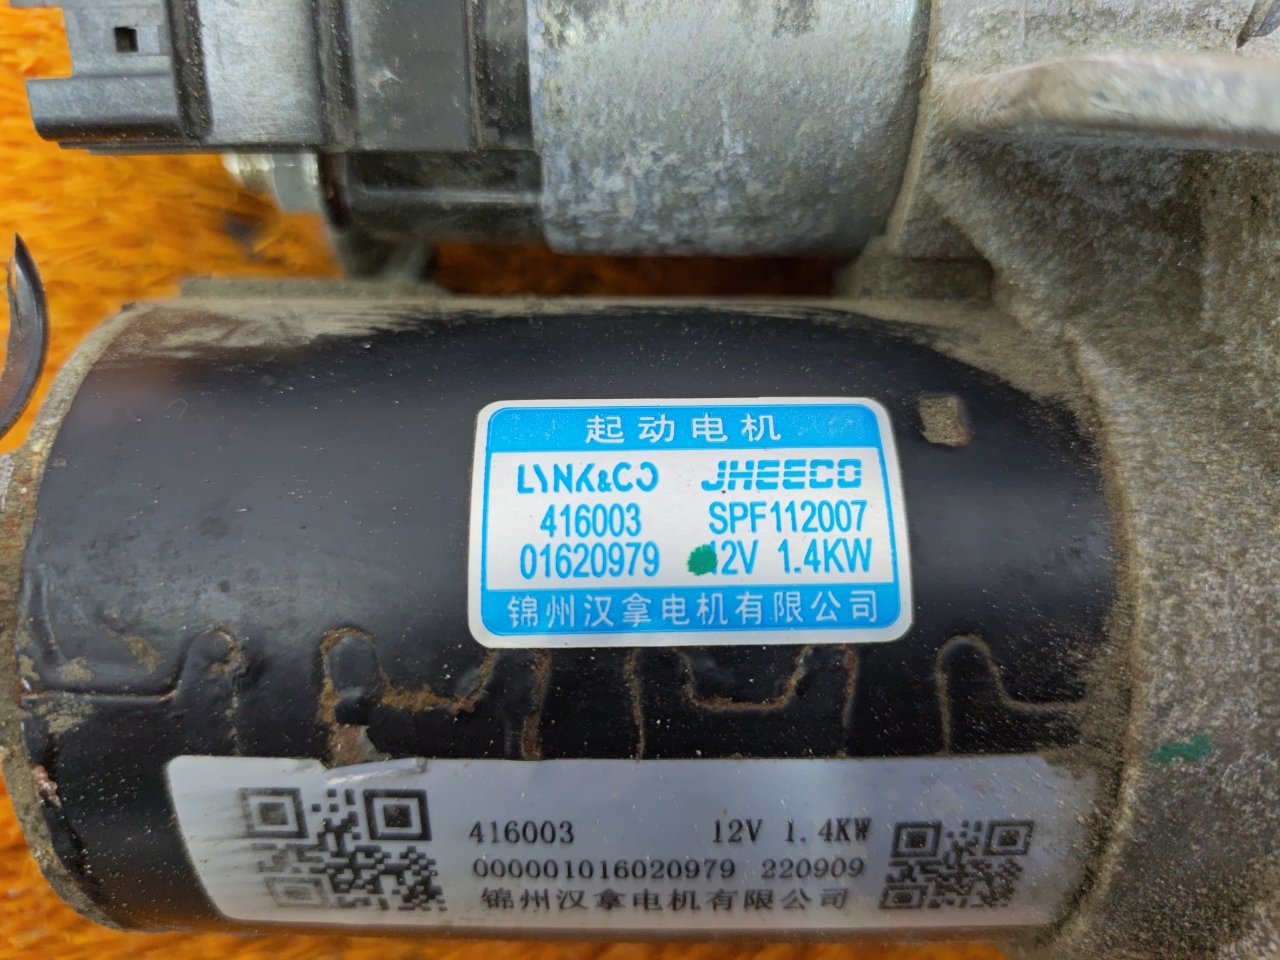 起动电机
LYNK&CO JHEECO
416003 SPF112007
01620979 12V 1.4KW
锦州汉拿电机有限公司
416003 12V 1.4KW
000001016020979 220909
锦州汉拿电机有限公司